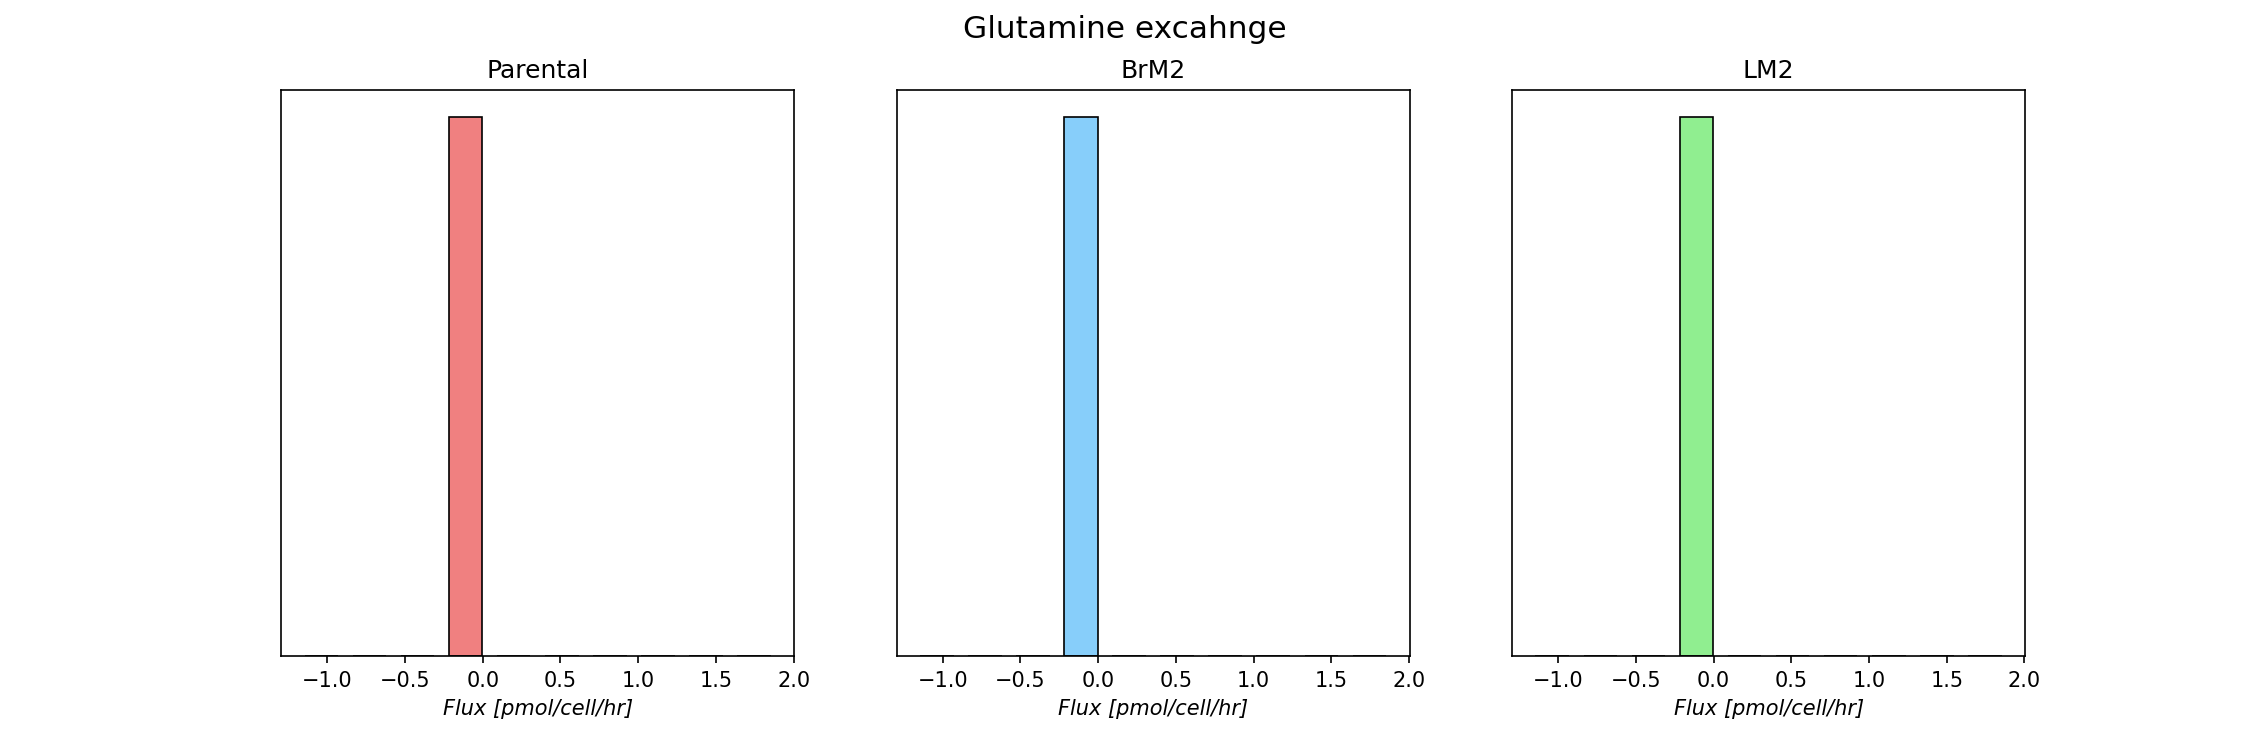 Glutamine excahnge
Parental BrM2 LM2
−1.0 −0.5 0.0 0.5 1.0 1.5 2.0 −1.0 −0.5 0.0 0.5 1.0 1.5 2.0 −1.0 −0.5 0.0 0.5 1.0 1.5 2.0
Flux [pmol/cell/hr] Flux [pmol/cell/hr] Flux [pmol/cell/hr]